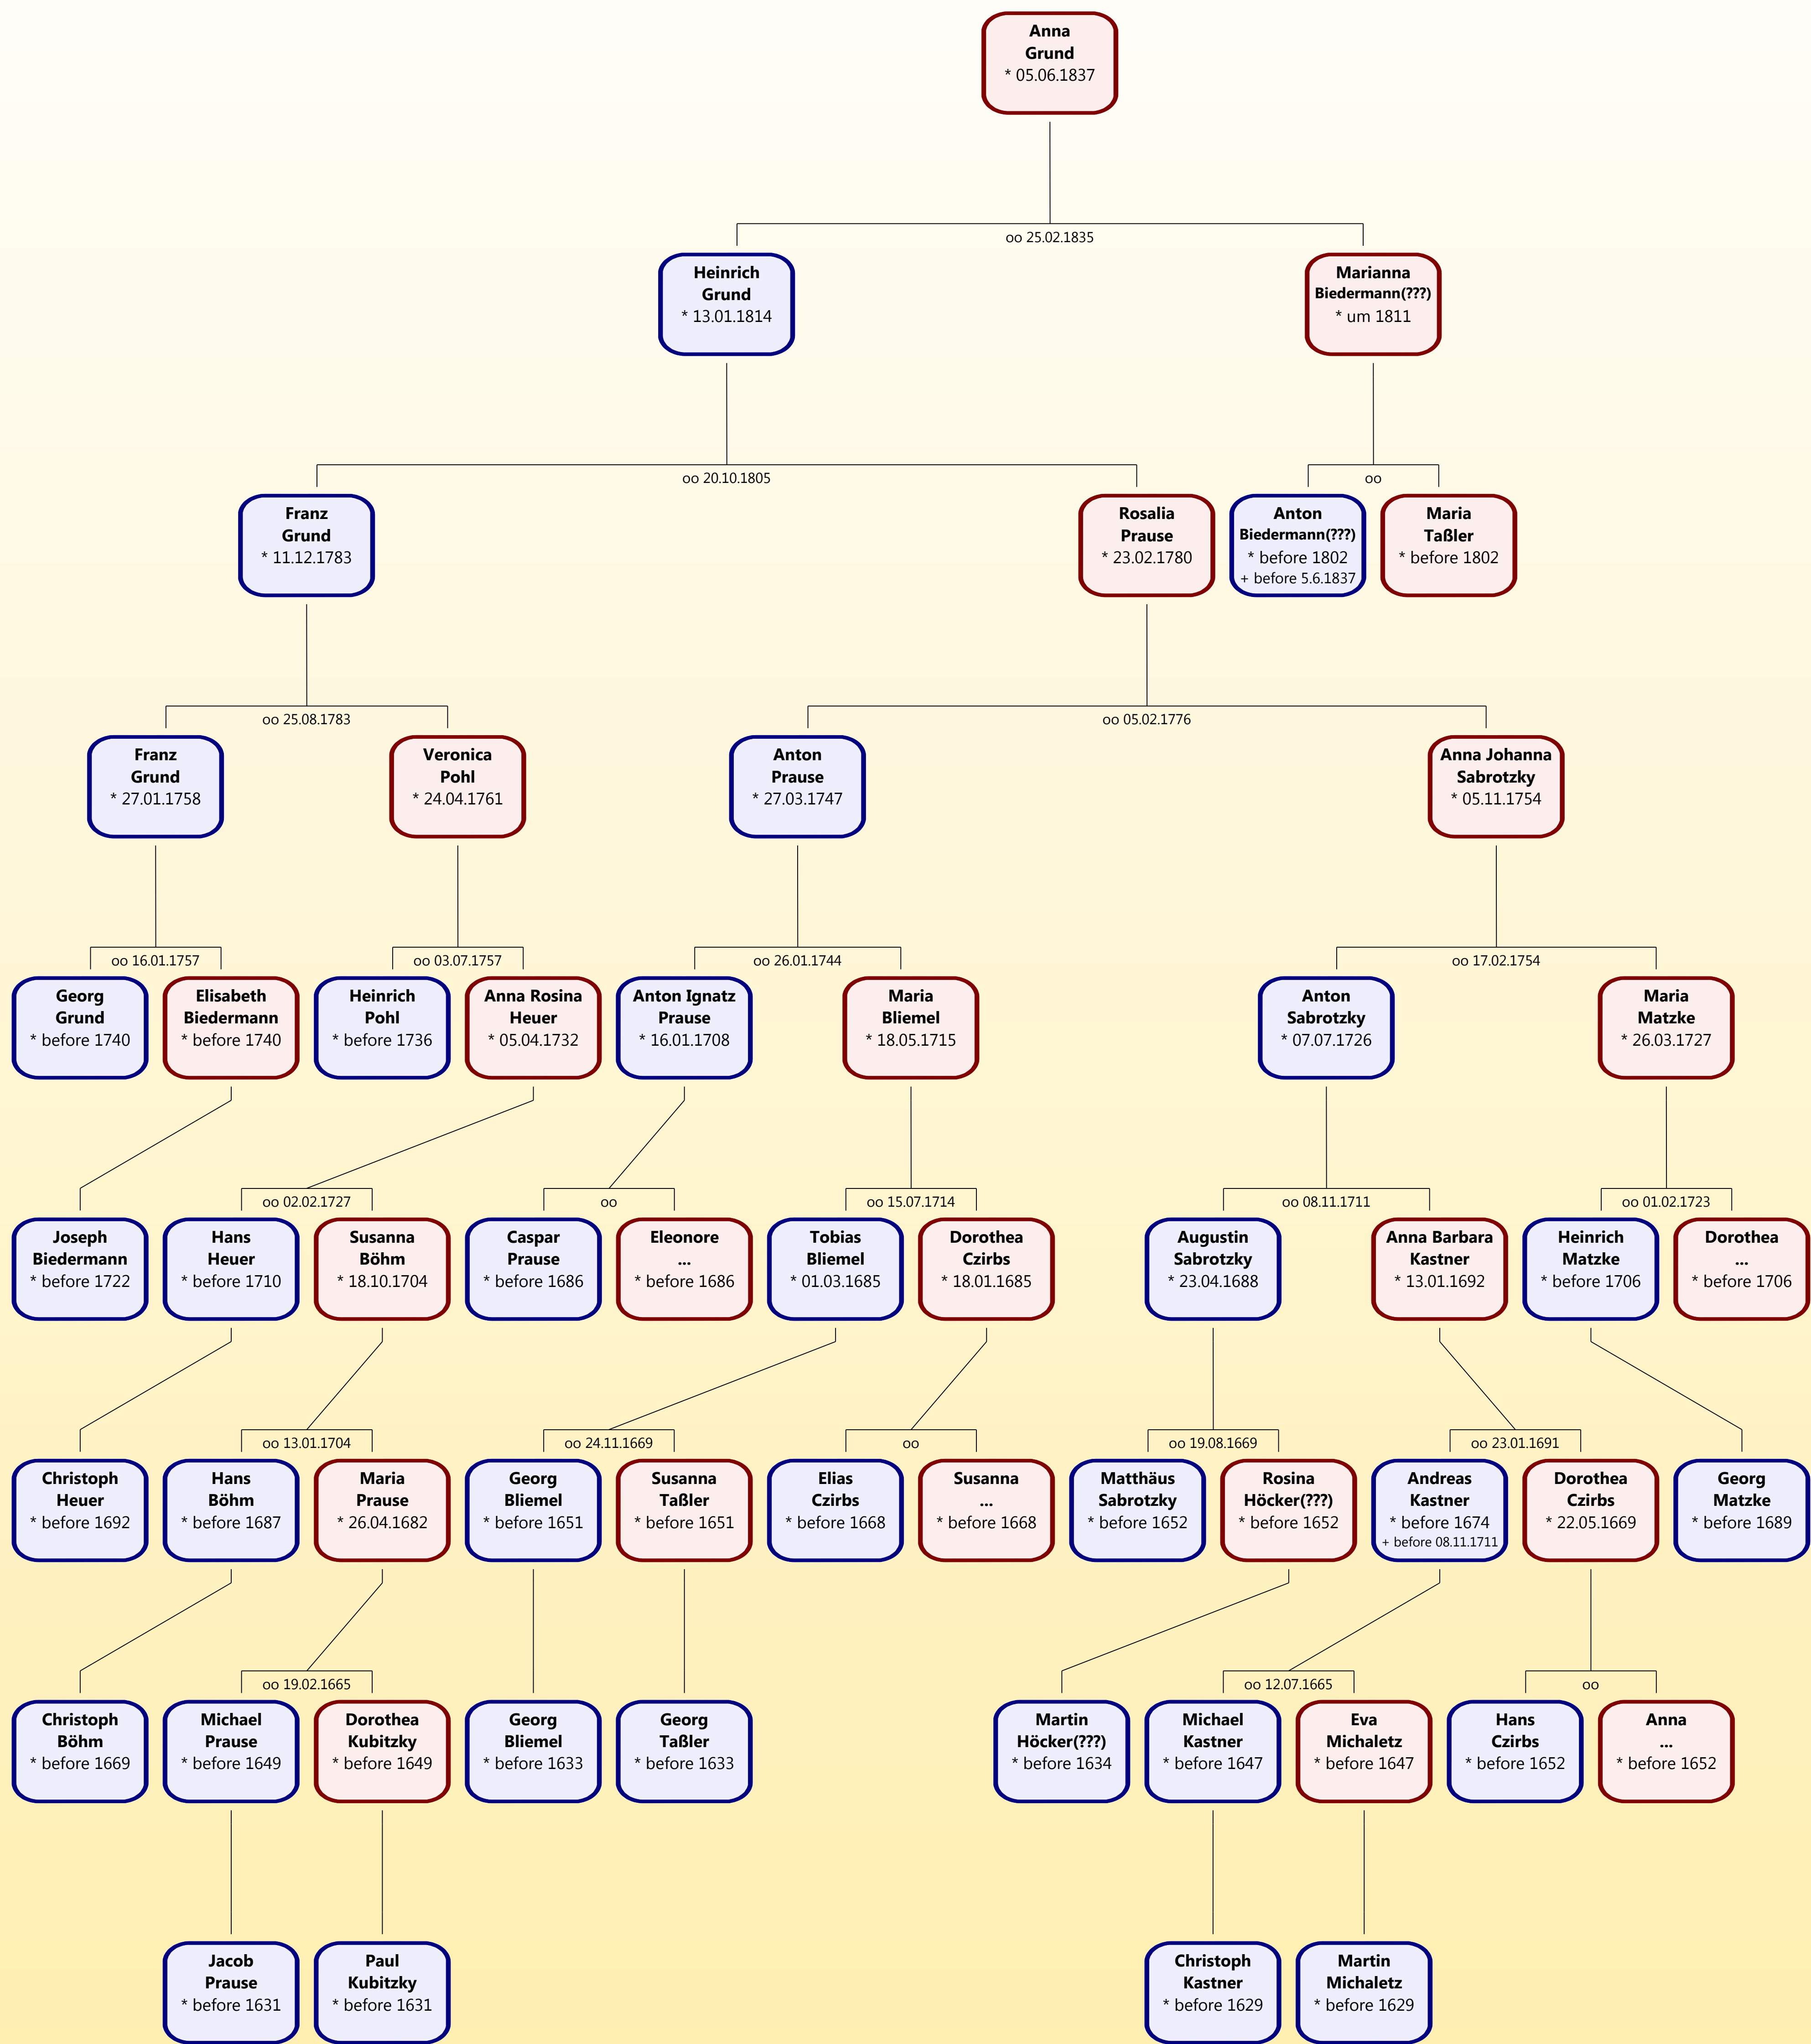 Anna
Grund
* 05.06.1837
oo 25.02.1835
Heinrich
Grund
* 13.01.1814
Marianna
Biedermann(???)
* um 1811
oo 20.10.1805
oo
Franz
Grund
* 11.12.1783
Rosalia
Prause
* 23.02.1780
Anton
Biedermann(???)
* before 1802
+ before 5.6.1837
Maria
Taßler
* before 1802
oo 25.08.1783
oo 05.02.1776
Franz
Grund
* 27.01.1758
Veronica
Pohl
* 24.04.1761
Anton
Prause
* 27.03.1747
Anna Johanna
Sabrotzky
* 05.11.1754
oo 16.01.1757
oo 03.07.1757
oo 26.01.1744
oo 17.02.1754
Georg
Grund
* before 1740
Elisabeth
Biedermann
* before 1740
Heinrich
Pohl
* before 1736
Anna Rosina
Heuer
* 05.04.1732
Anton Ignatz
Prause
* 16.01.1708
Maria
Bliemel
* 18.05.1715
Anton
Sabrotzky
* 07.07.1726
Maria
Matzke
* 26.03.1727
oo 02.02.1727
oo
oo 15.07.1714
oo 08.11.1711
oo 01.02.1723
Joseph
Biedermann
* before 1722
Hans
Heuer
* before 1710
Susanna
Böhm
* 18.10.1704
Caspar
Prause
* before 1686
Eleonore
...
* before 1686
Tobias
Bliemel
* 01.03.1685
Dorothea
Czirbs
* 18.01.1685
Augustin
Sabrotzky
* 23.04.1688
Anna Barbara
Kastner
* 13.01.1692
Heinrich
Matzke
* before 1706
Dorothea
...
* before 1706
oo 13.01.1704
oo 24.11.1669
oo
oo 19.08.1669
oo 23.01.1691
Christoph
Heuer
* before 1692
Hans
Böhm
* before 1687
Maria
Prause
* 26.04.1682
Georg
Bliemel
* before 1651
Susanna
Taßler
* before 1651
Elias
Czirbs
* before 1668
Susanna
...
* before 1668
Matthäus
Sabrotzky
* before 1652
Rosina
Höcker(???)
* before 1652
Andreas
Kastner
* before 1674
+ before 08.11.1711
Dorothea
Czirbs
* 22.05.1669
Georg
Matzke
* before 1689
oo 19.02.1665
oo 12.07.1665
oo
Christoph
Böhm
* before 1669
Michael
Prause
* before 1649
Dorothea
Kubitzky
* before 1649
Georg
Bliemel
* before 1633
Georg
Taßler
* before 1633
Martin
Höcker(???)
* before 1634
Michael
Kastner
* before 1647
Eva
Michaletz
* before 1647
Hans
Czirbs
* before 1652
Anna
...
* before 1652
Jacob
Prause
* before 1631
Paul
Kubitzky
* before 1631
Christoph
Kastner
* before 1629
Martin
Michaletz
* before 1629